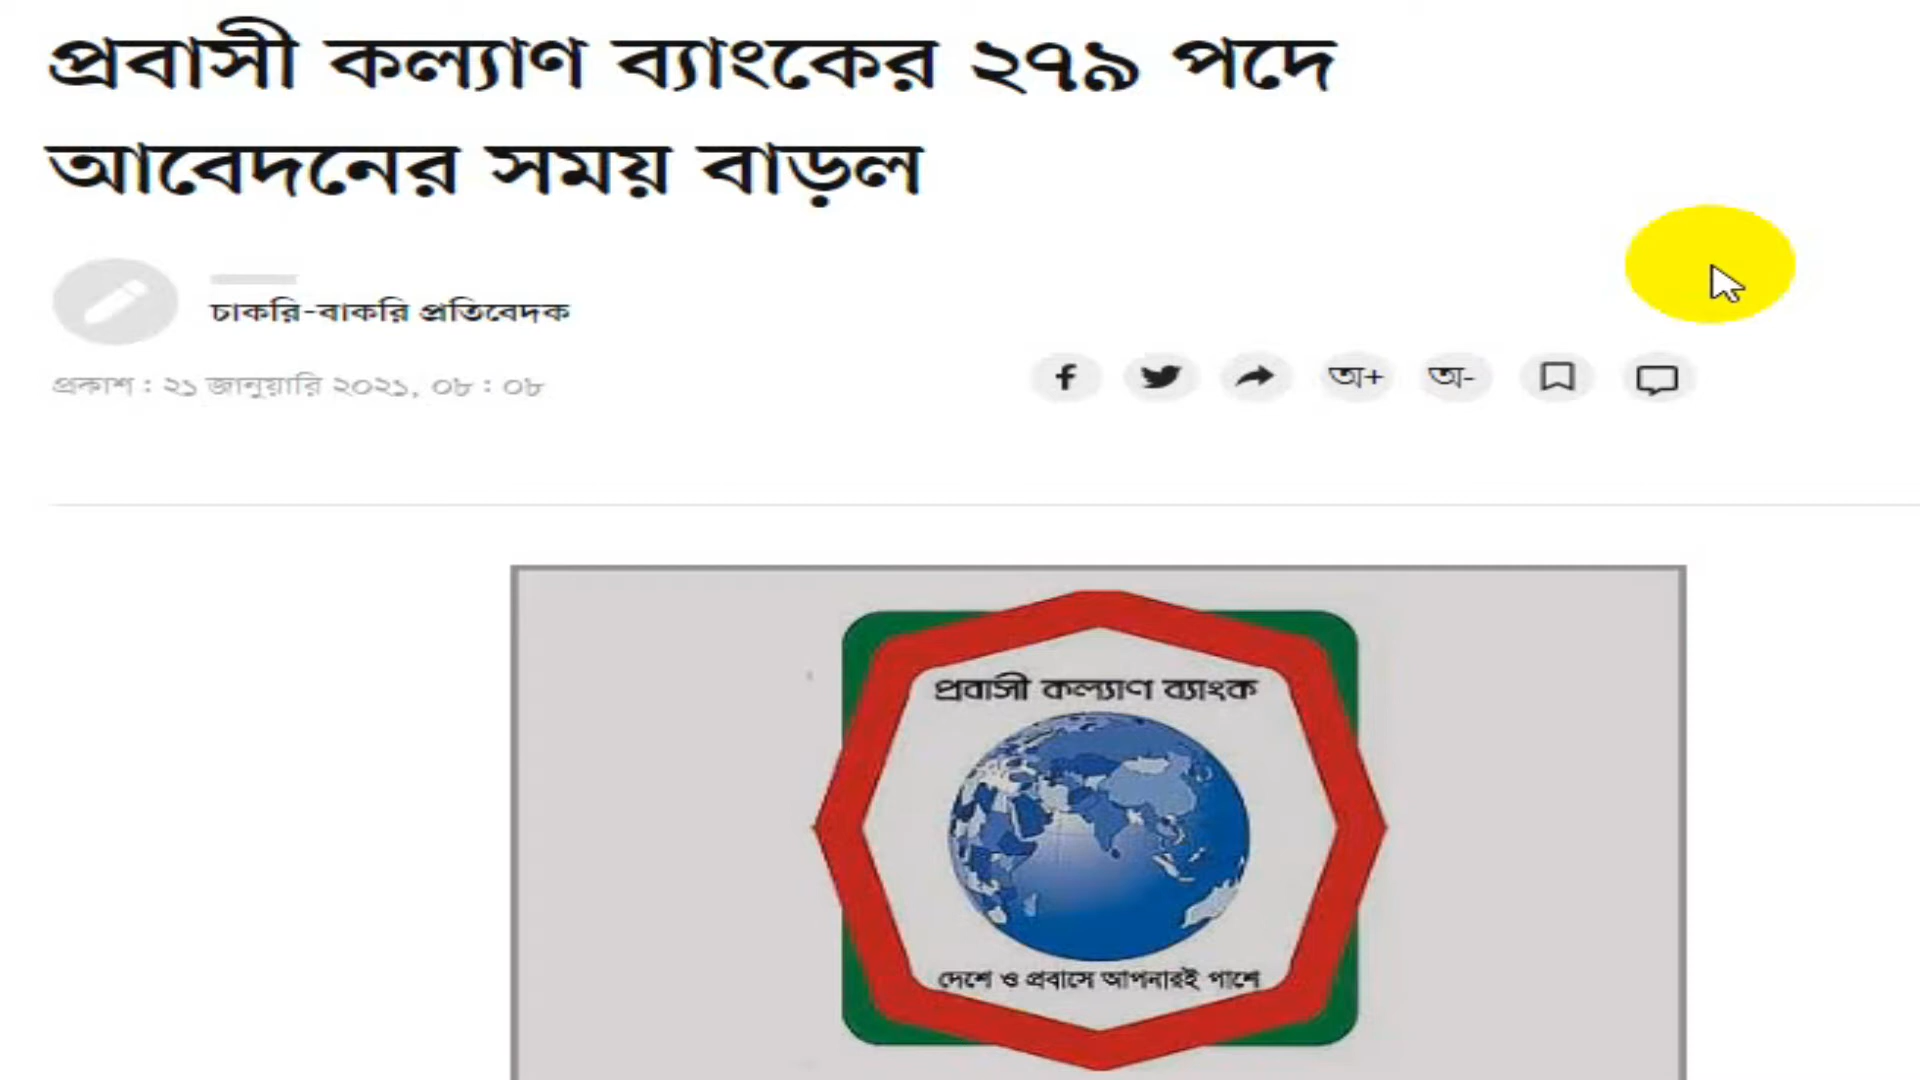 প্রবাসী কল্যাণ ব্যাংকের ২৭৯ পদে
আবেদনের সময় বাড়ল
চাকরি-বাকরি প্রতিবেদক
প্রকাশ : ২১ জানুয়ারি ২০২১, ০৮ : ০৮
অ+ অ-
প্রবাসী কল্যাণ ব্যাংক
দেশে ও প্রবাসে আপনারই পাশে